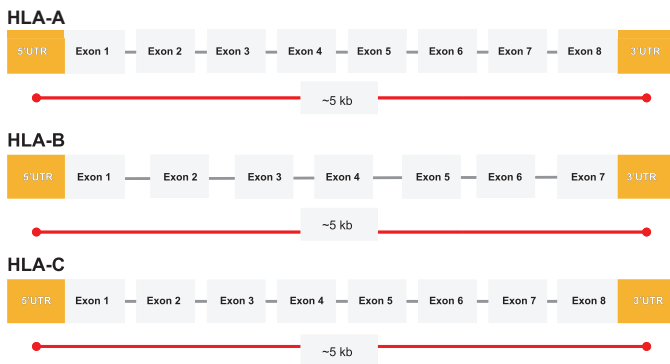 HLA-A
5'UTR Exon 1 Exon 2 Exon 3 Exon 4 Exon 5 Exon 6 Exon 7 Exon 8 3'UTR
~5 kb
HLA-B
5'UTR Exon 1 Exon 2 Exon 3 Exon 4 Exon 5 Exon 6 Exon 7 3'UTR
~5 kb
HLA-C
5'UTR Exon 1 Exon 2 Exon 3 Exon 4 Exon 5 Exon 6 Exon 7 Exon 8 3'UTR
~5 kb